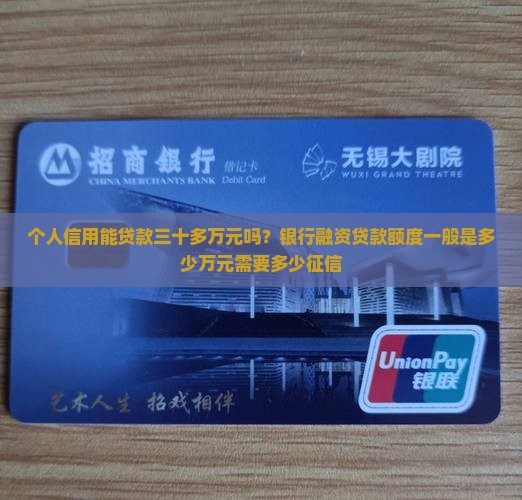 招商銀行 借记卡 无锡大剧院
CHINA MERCHANTS BANK Debit Card WUXI GRAND THEATRE
个人信用能贷款三十多万元吗？银行融资贷款额度一般是多
少万元需要多少征信
UnionPay
银联
艺术人生 招戏相伴